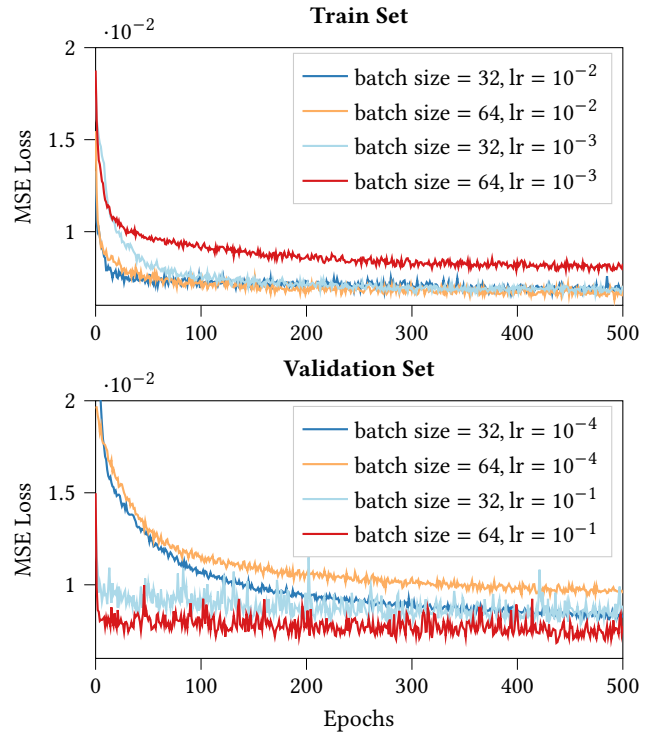 Train Set
·10−2
2
1.5
1
MSE Loss
batch size = 32, lr = 10−2
batch size = 64, lr = 10−2
batch size = 32, lr = 10−3
batch size = 64, lr = 10−3
0 100 200 300 400 500
Validation Set
·10−2
2
1.5
1
MSE Loss
batch size = 32, lr = 10−4
batch size = 64, lr = 10−4
batch size = 32, lr = 10−1
batch size = 64, lr = 10−1
0 100 200 300 400 500
Epochs